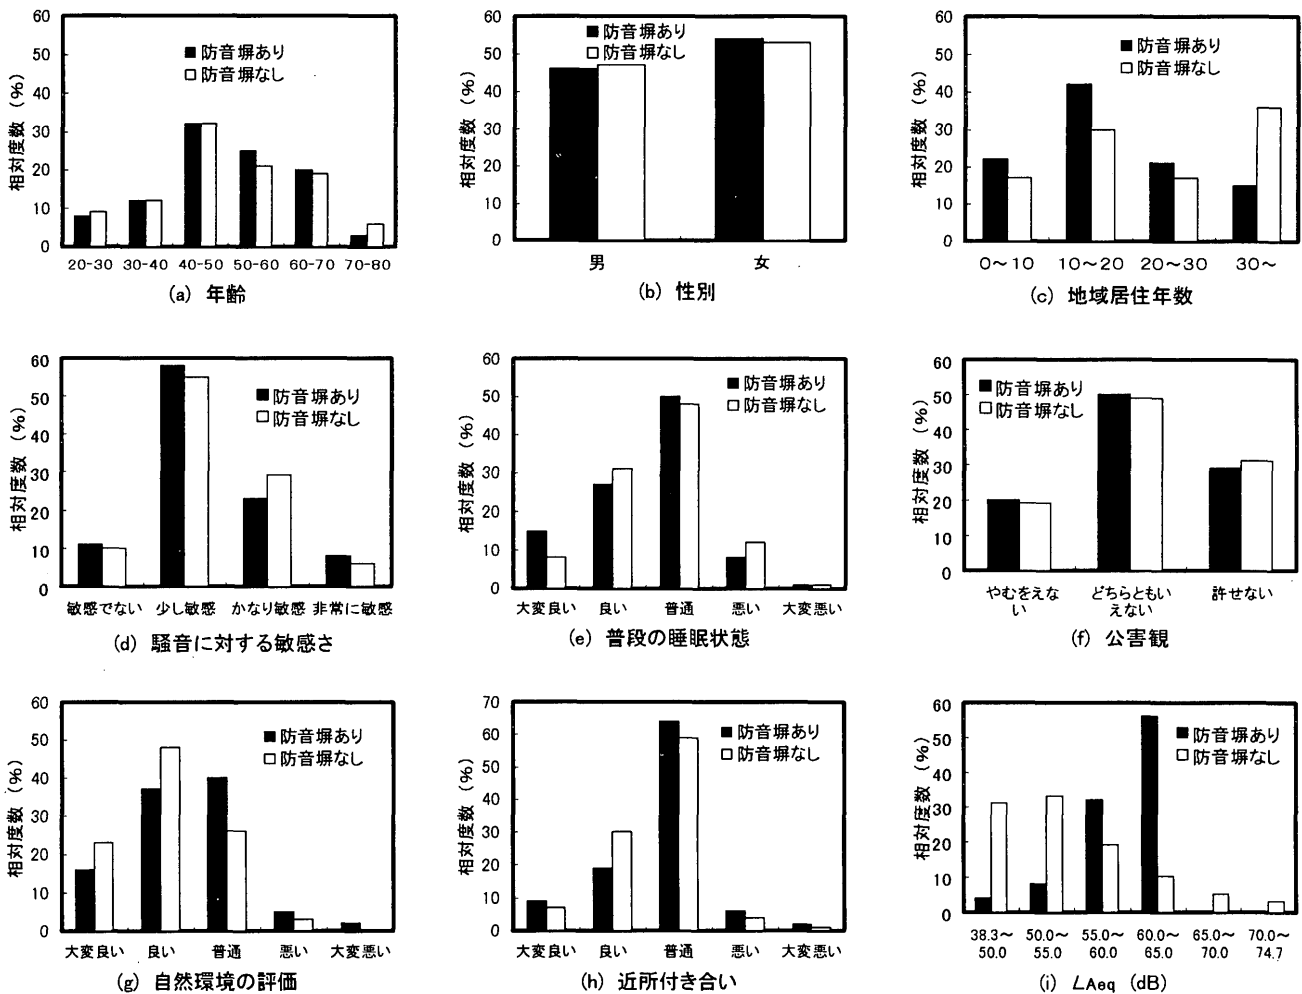 相対度数 (%)
60
50
40
30
20
10
0
防音塀あり
防音塀なし
20-30 30-40 40-50 50-60 60-70 70-80
(a) 年齢
相対度数 (%)
60
50
40
30
20
10
0
防音塀あり
防音塀なし
男 女
(b) 性別
相対度数 (%)
60
50
40
30
20
10
0
防音塀あり
防音塀なし
0〜10 10〜20 20〜30 30〜
(c) 地域居住年数
相対度数 (%)
60
50
40
30
20
10
0
防音塀あり
防音塀なし
敏感でない 少し敏感 かなり敏感 非常に敏感
(d) 騒音に対する敏感さ
相対度数 (%)
60
50
40
30
20
10
0
防音塀あり
防音塀なし
大変良い 良い 普通 悪い 大変悪い
(e) 普段の睡眠状態
相対度数 (%)
60
50
40
30
20
10
0
防音塀あり
防音塀なし
やむをえな どちらともい 許せない
い えない
(f) 公害観
相対度数 (%)
60
50
40
30
20
10
0
防音塀あり
防音塀なし
大変良い 良い 普通 悪い 大変悪い
(g) 自然環境の評価
相対度数 (%)
70
60
50
40
30
20
10
0
防音塀あり
防音塀なし
大変良い 良い 普通 悪い 大変悪い
(h) 近所付き合い
相対度数 (%)
60
50
40
30
20
10
0
防音塀あり
防音塀なし
38.3〜 50.0〜 55.0〜 60.0〜 65.0〜 70.0〜
50.0 55.0 60.0 65.0 70.0 74.7
(i) LAeq (dB)